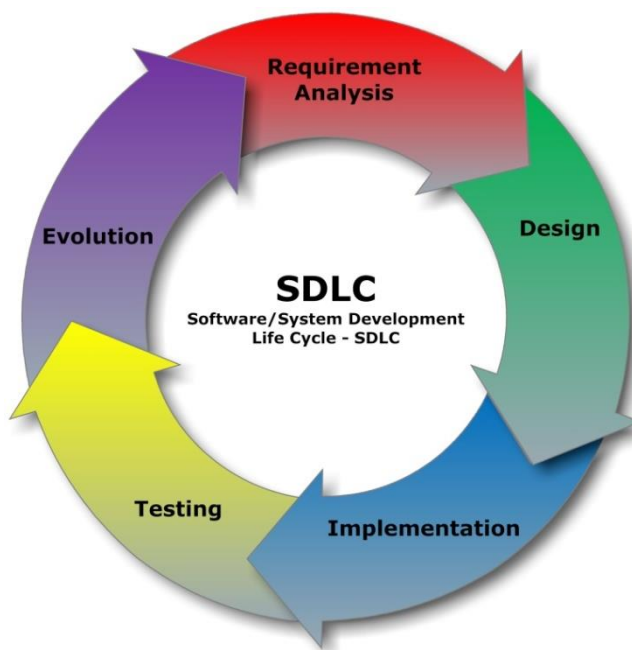 Requirement
Analysis
Design
Implementation
Testing
Evolution
SDLC
Software/System Development
Life Cycle - SDLC